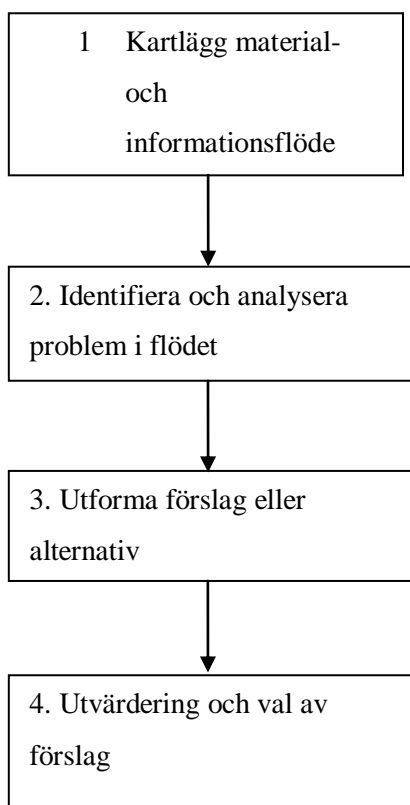 1 Kartlägg material-
och
informationsflöde
2. Identifiera och analysera
problem i flödet
3. Utforma förslag eller
alternativ
4. Utvärdering och val av
förslag